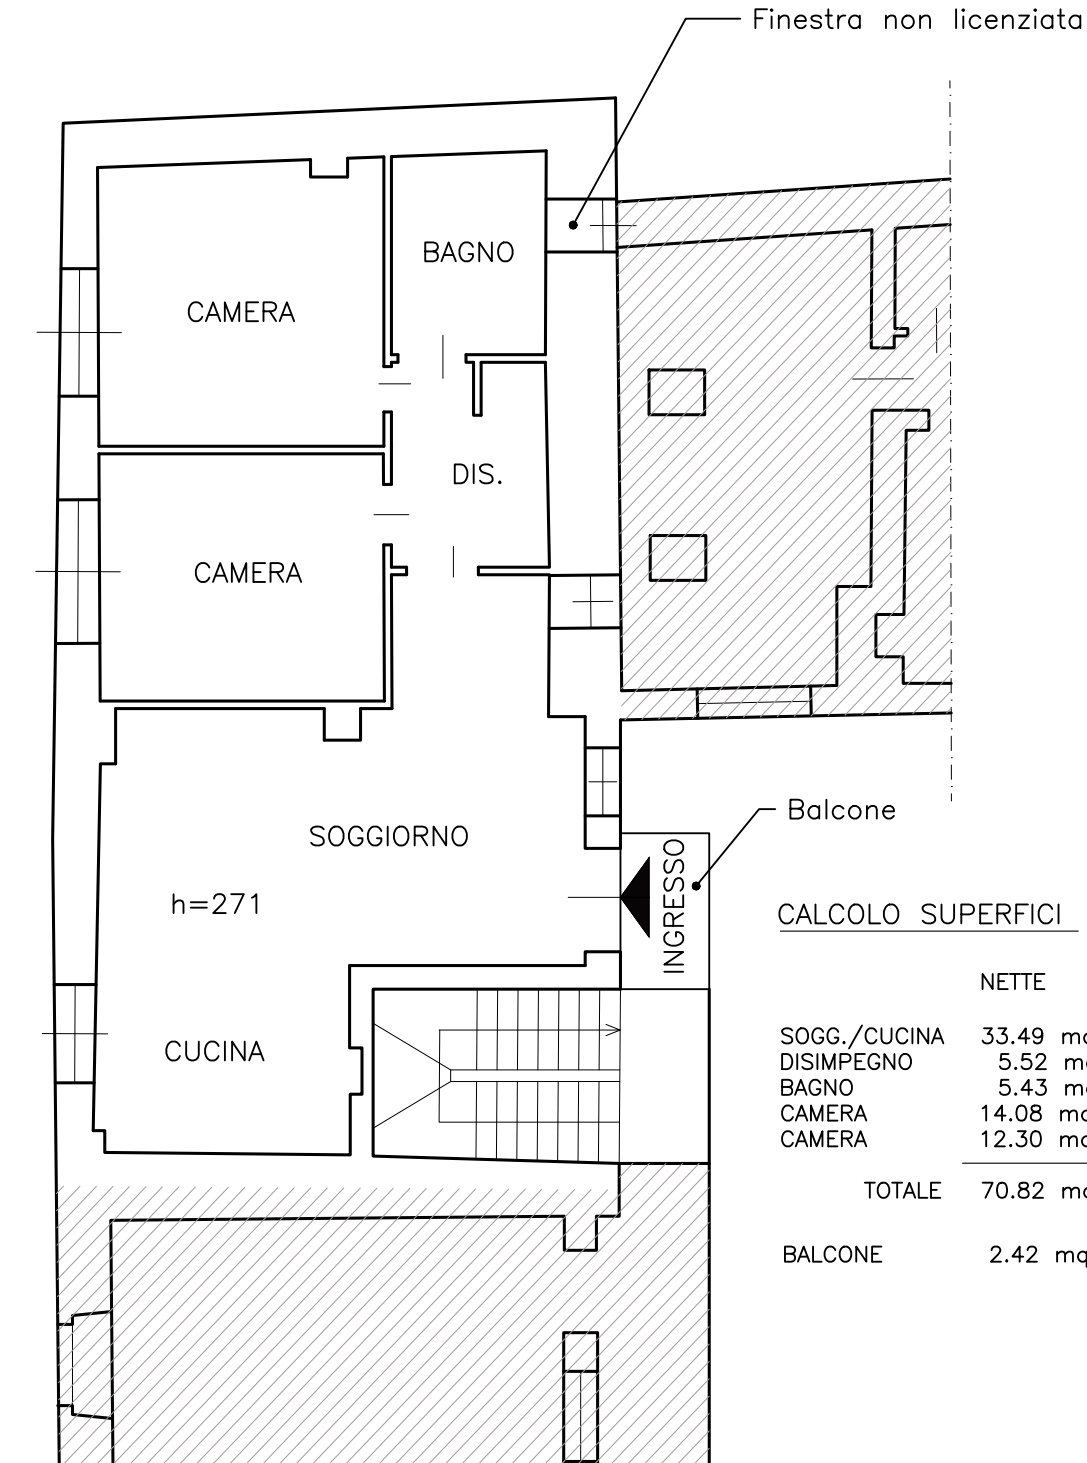 Finestra non licenziata
BAGNO
CAMERA
DIS.
CAMERA
Balcone
SOGGIORNO
INGRESSO
h=271
CALCOLO SUPERFICI
NETTE
CUCINA
SOGG./CUCINA 33.49
DISIMPEGNO 5.52
BAGNO 5.43
CAMERA 14.08
CAMERA 12.30
TOTALE 70.82
BALCONE 2.42 mq